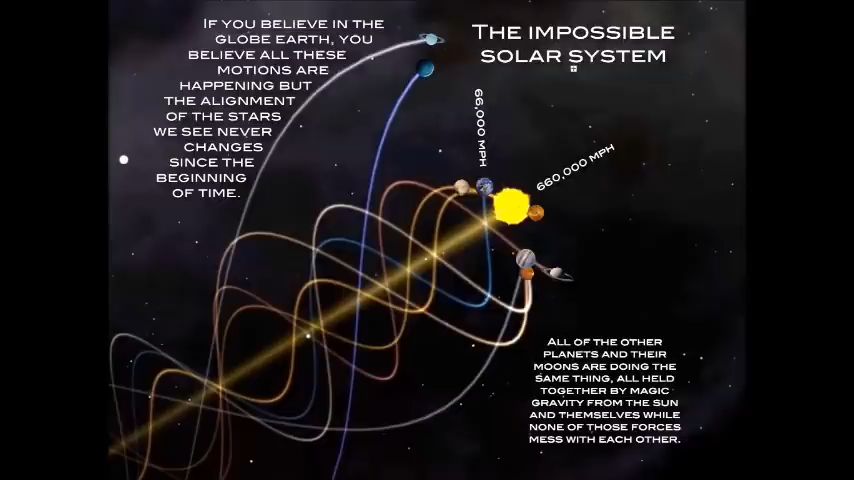 If you believe in the
globe earth, you
believe all these
motions are
happening but
the alignment
of the stars
we see never
changes
since the
beginning
of time.
The impossible
solar system
66,000 mph
660,000 mph
All of the other
planets and their
moons are doing the
same thing, all held
together by magic
gravity from the sun
and themselves while
none of those forces
mess with each other.